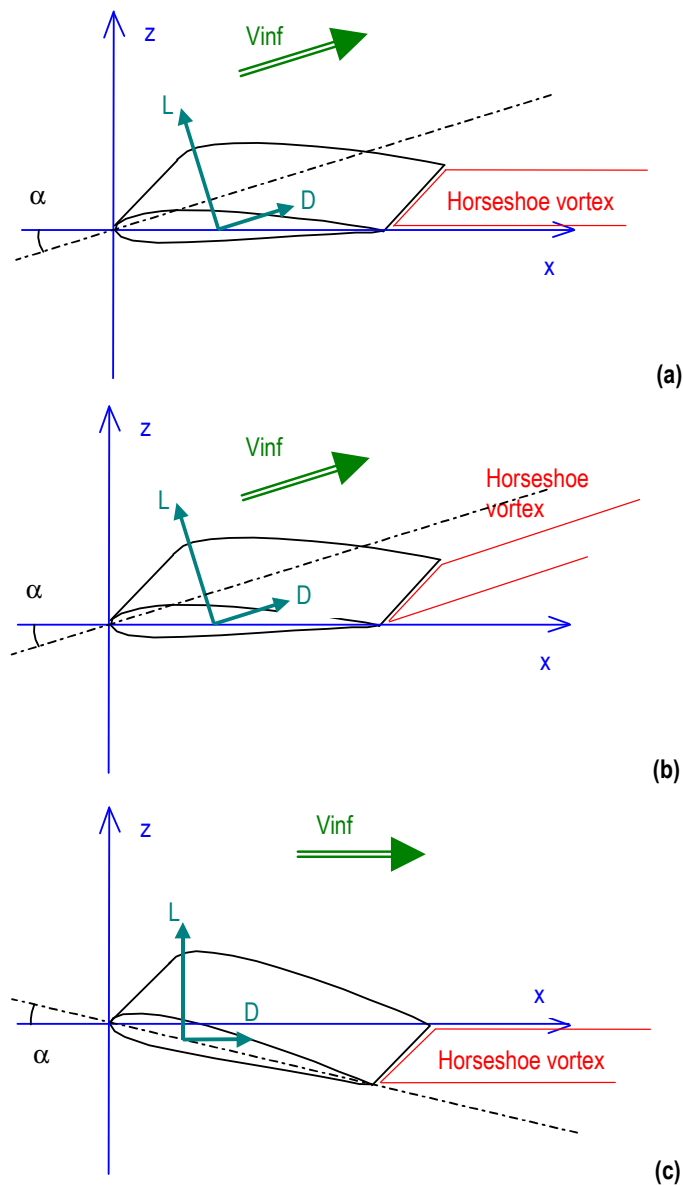 z
Vinf
L
D
α
Horseshoe vortex
x
(a)
z
Vinf
Horseshoe
vortex
L
D
α
x
(b)
z
Vinf
L
D
x
α
Horseshoe vortex
(c)